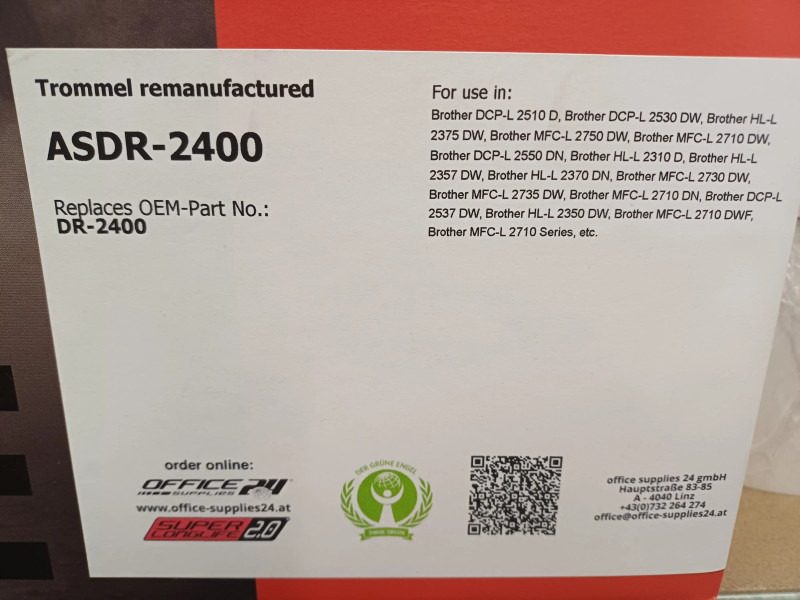 Trommel remanufactured
ASDR-2400
Replaces OEM-Part No.:
DR-2400
For use in:
Brother DCP-L 2510 D, Brother DCP-L 2530 DW, Brother HL-L
2375 DW, Brother MFC-L 2750 DW, Brother MFC-L 2710 DW,
Brother DCP-L 2550 DN, Brother HL-L 2310 D, Brother HL-L
2357 DW, Brother HL-L 2370 DN, Brother MFC-L 2730 DW,
Brother MFC-L 2735 DW, Brother MFC-L 2710 DN, Brother DCP-L
2537 DW, Brother HL-L 2350 DW, Brother MFC-L 2710 DWF,
Brother MFC-L 2710 Series, etc.
order online:
OFFICE 24
SUPPLIES
www.office-supplies24.at
SUPER
LONGLIFE 2.0
DER GRÜNE ENGEL
THINK GREEN
office supplies 24 gmbH
Hauptstraße 83-85
A - 4040 Linz
+43(0)732 264 274
office@office-supplies24.at